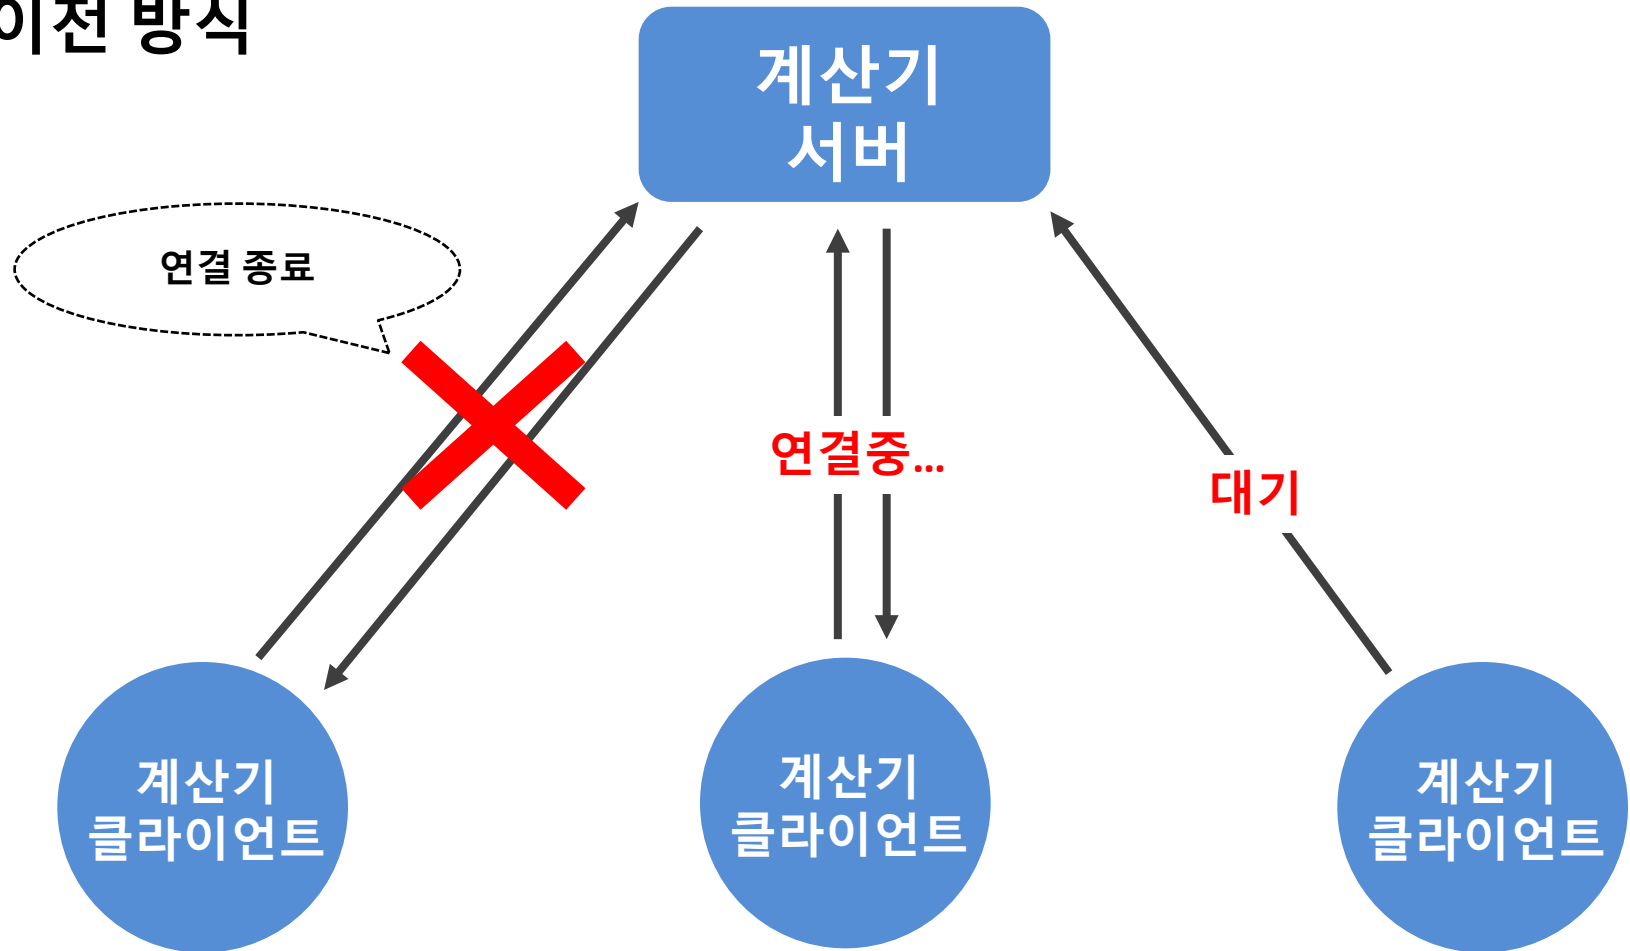 이전 방식
계산기
서버
연결 종료
연결중...
대기
계산기
클라이언트
계산기
클라이언트
계산기
클라이언트